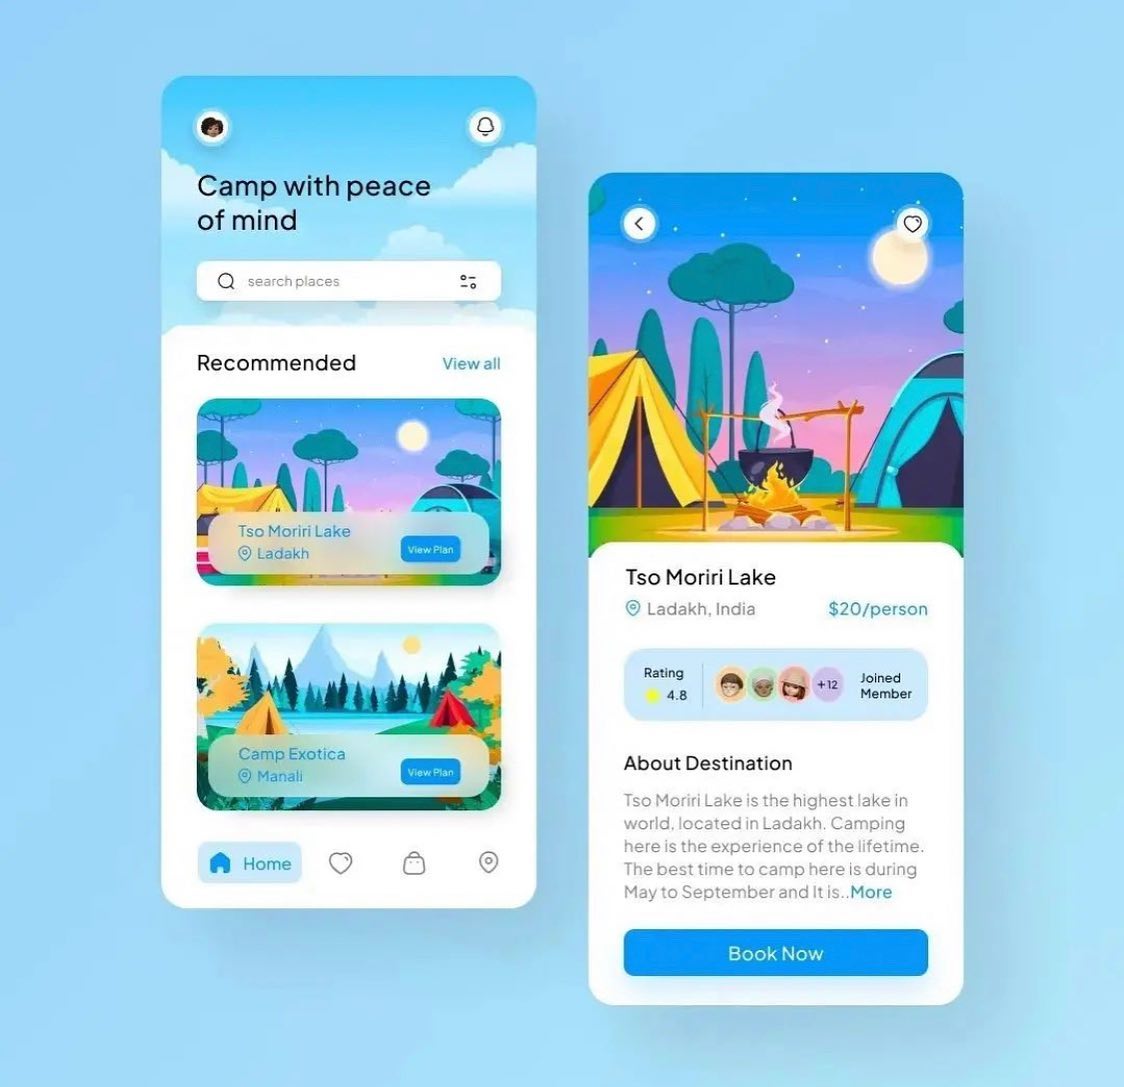 Camp with peace
of mind
search places
Recommended
View all
Tso Moriri Lake
Ladakh
View Plan
Camp Exotica
Manali
View Plan
Home
Tso Moriri Lake
Ladakh, India
$20/person
Rating
4.8
+12
Joined
Member
About Destination
Tso Moriri Lake is the highest lake in
world, located in Ladakh. Camping
here is the experience of the lifetime.
The best time to camp here is during
May to September and It is..More
Book Now